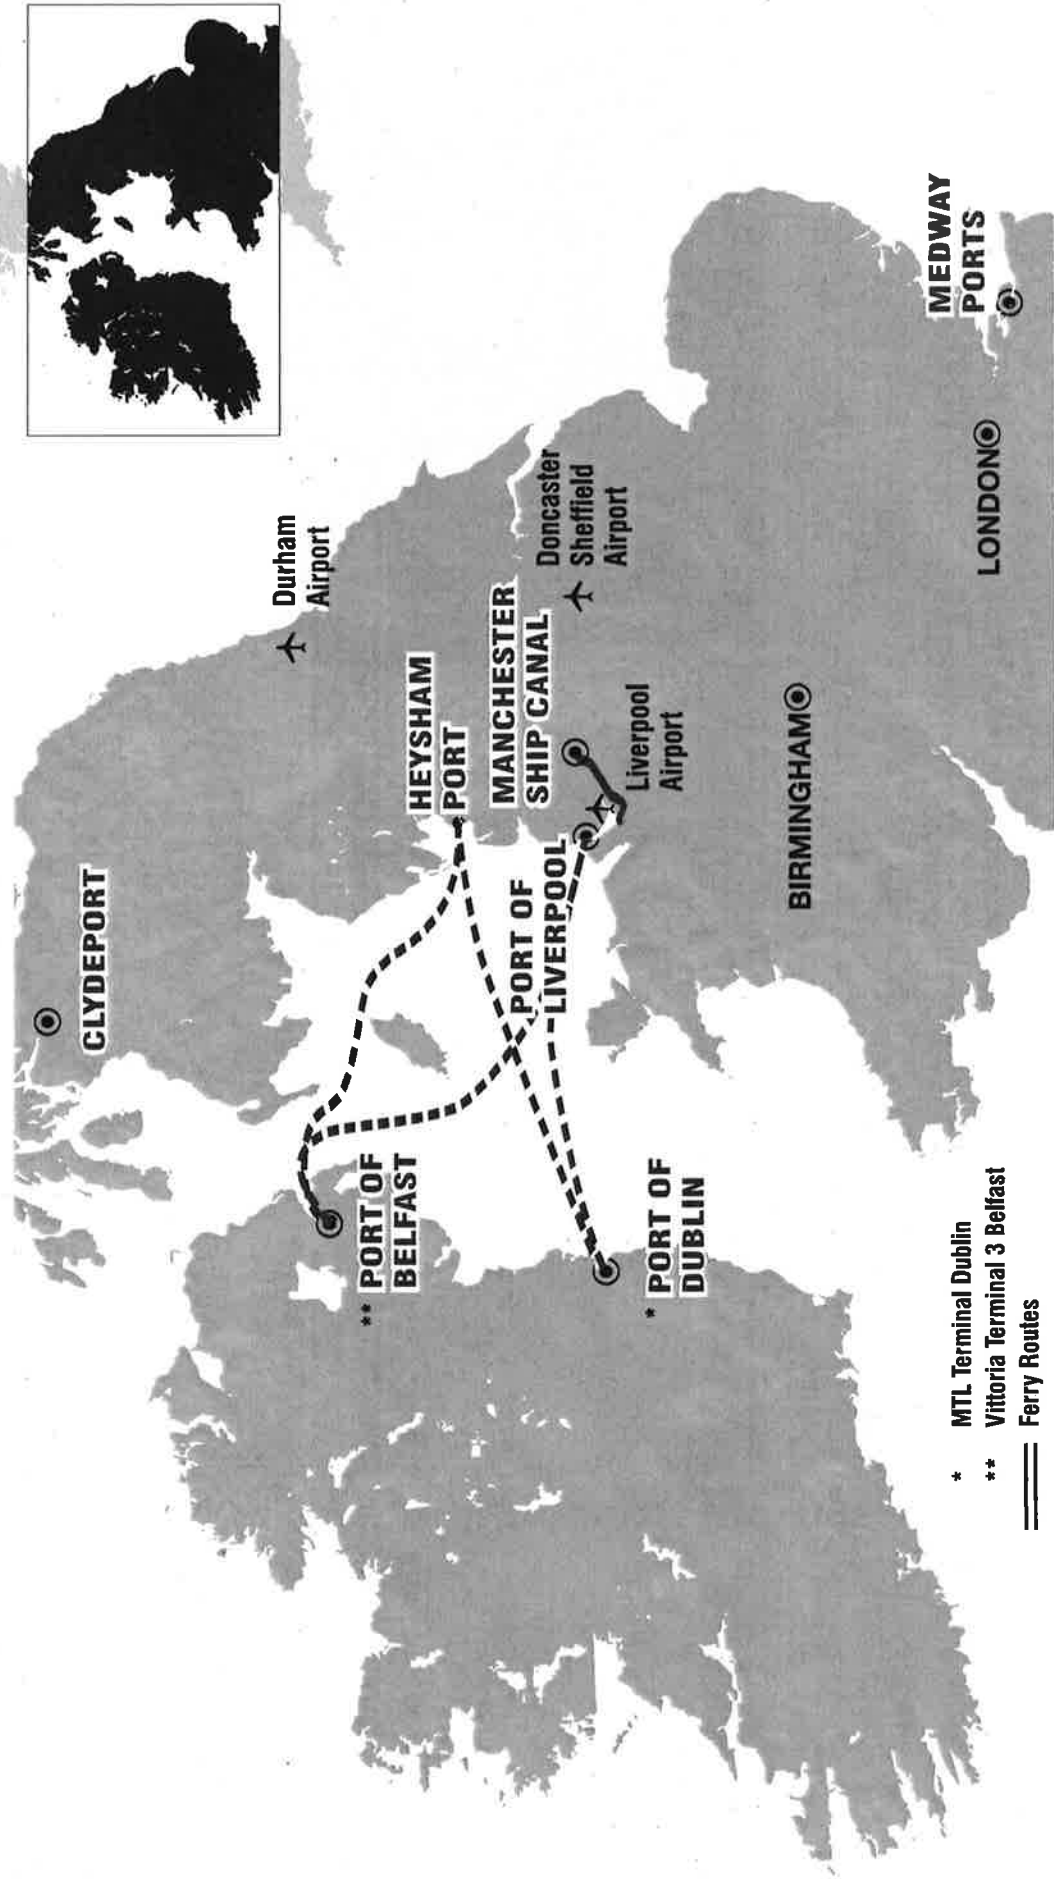 CLYDEPORT
Durham
Airport
HEYSHAM
PORT
** PORT OF
BELFAST
MANCHESTER
SHIP CANAL
Doncaster
Sheffield
Airport
PORT OF
LIVERPOOL
Liverpool
Airport
* PORT OF
DUBLIN
BIRMINGHAM
MEDWAY
PORTS
LONDON
* MTL Terminal Dublin
** Vittoria Terminal 3 Belfast
Ferry Routes